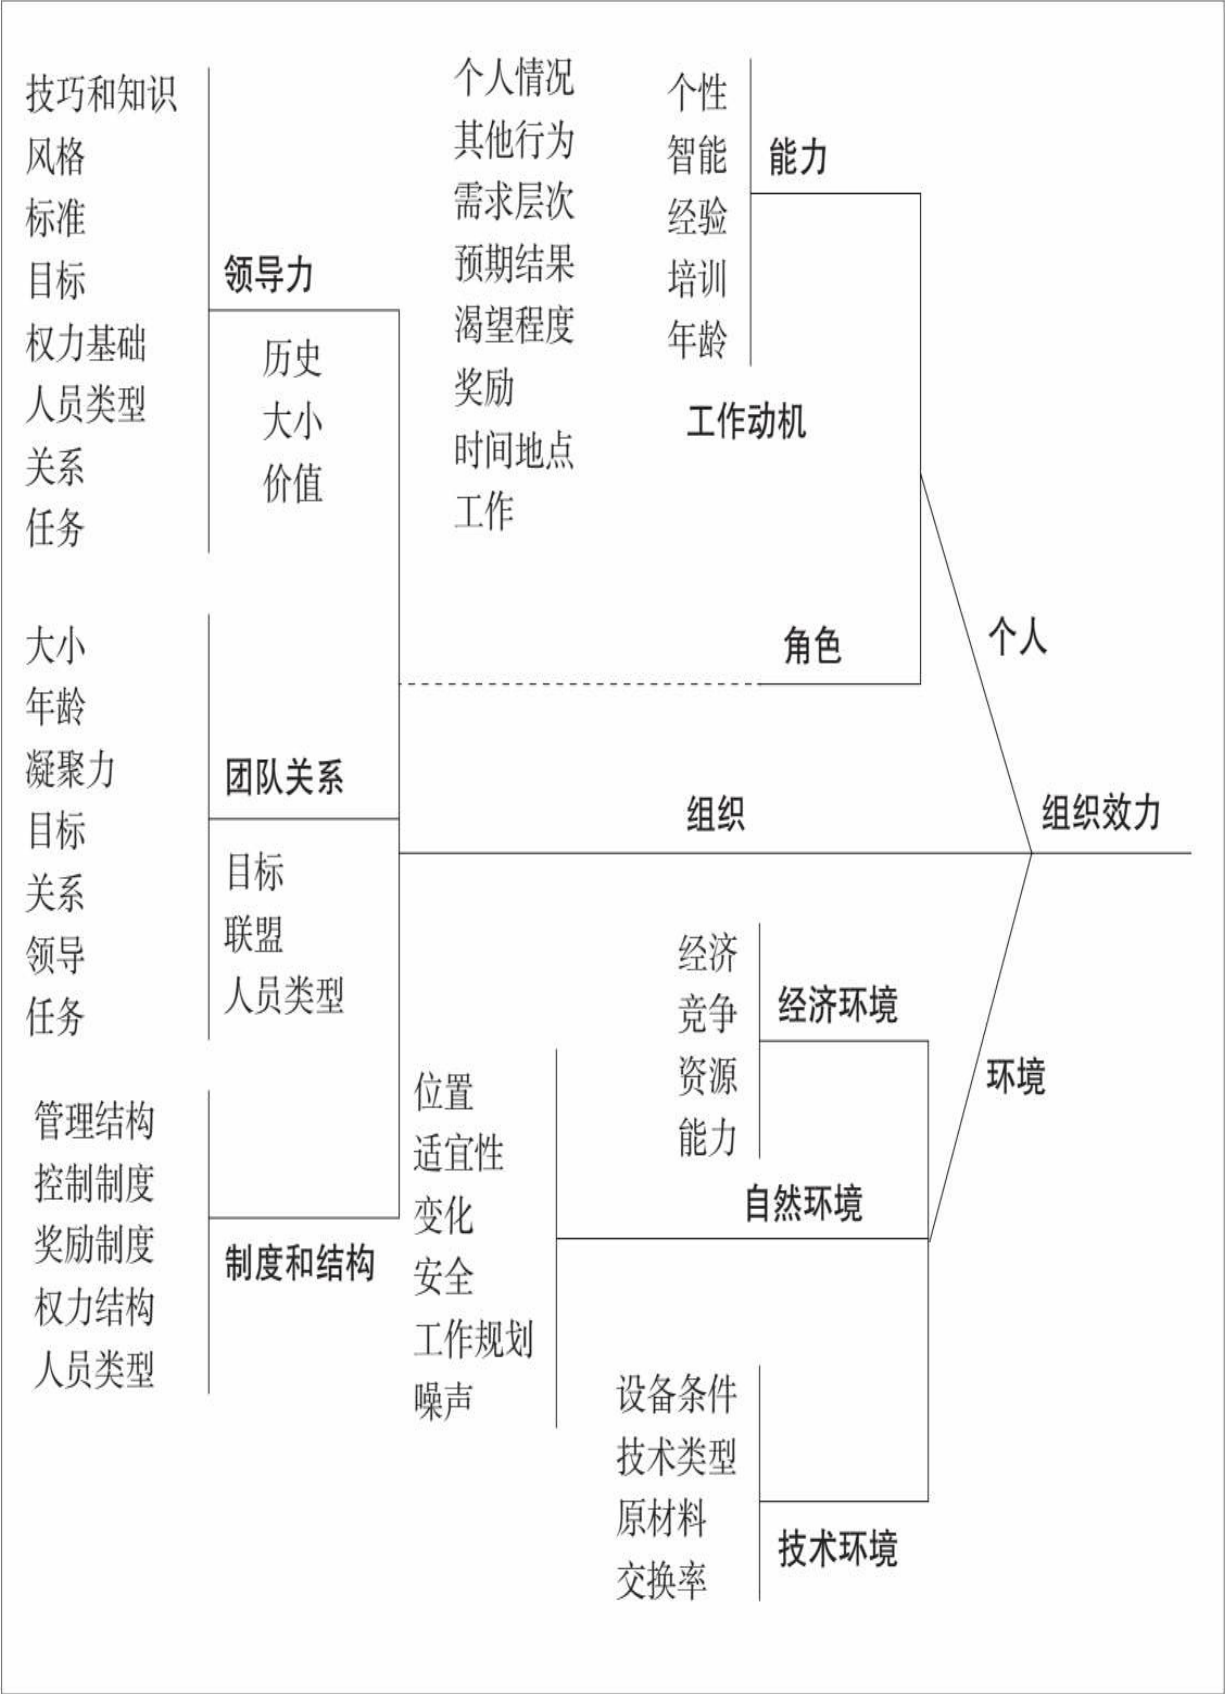 技巧和知识
风格
标准
目标
权力基础
人员类型
关系
任务
领导力
历史
大小
价值
个人情况
其他行为
需求层次
预期结果
渴望程度
奖励
时间地点
工作
个性
智能
经验
培训
年龄
能力
工作动机
角色
个人
大小
年龄
凝聚力
目标
关系
领导
任务
团队关系
目标
联盟
人员类型
组织
组织效力
管理结构
控制制度
奖励制度
权力结构
人员类型
制度和结构
位置
适宜性
变化
安全
工作规划
噪声
经济
竞争
资源
能力
经济环境
环境
自然环境
设备条件
技术类型
原材料
交换率
技术环境